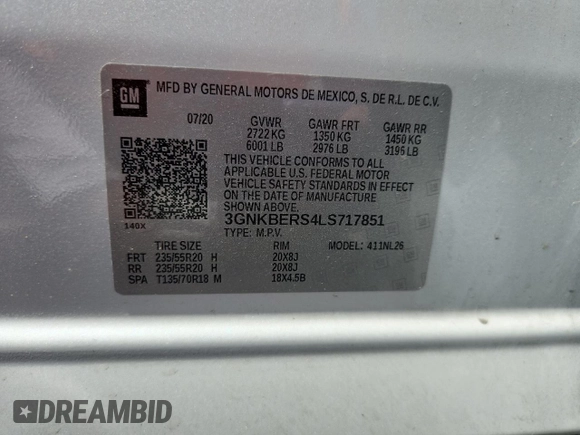 GM MFD BY GENERAL MOTORS DE MEXICO, S. DE R.L. DE C.V.
07/20 GVWR GAWR FRT GAWR RR
2722 KG 1350 KG 1450 KG
6001 LB 2976 LB 3196 LB
THIS VEHICLE CONFORMS TO ALL
APPLICABLE U.S. FEDERAL MOTOR
VEHICLE SAFETY STANDARDS IN EFFECT
ON THE DATE OF MANUFACTURE
SHOWN ABOVE.
140X 3GNKBERS4LS717851
TYPE: M.P.V. MODEL: 411NL26
TIRE SIZE RIM
FRT 235/55R20 H 20X8J
RR 235/55R20 H 20X8J
SPA T135/70R18 M 18X4.5B
DREAMBID